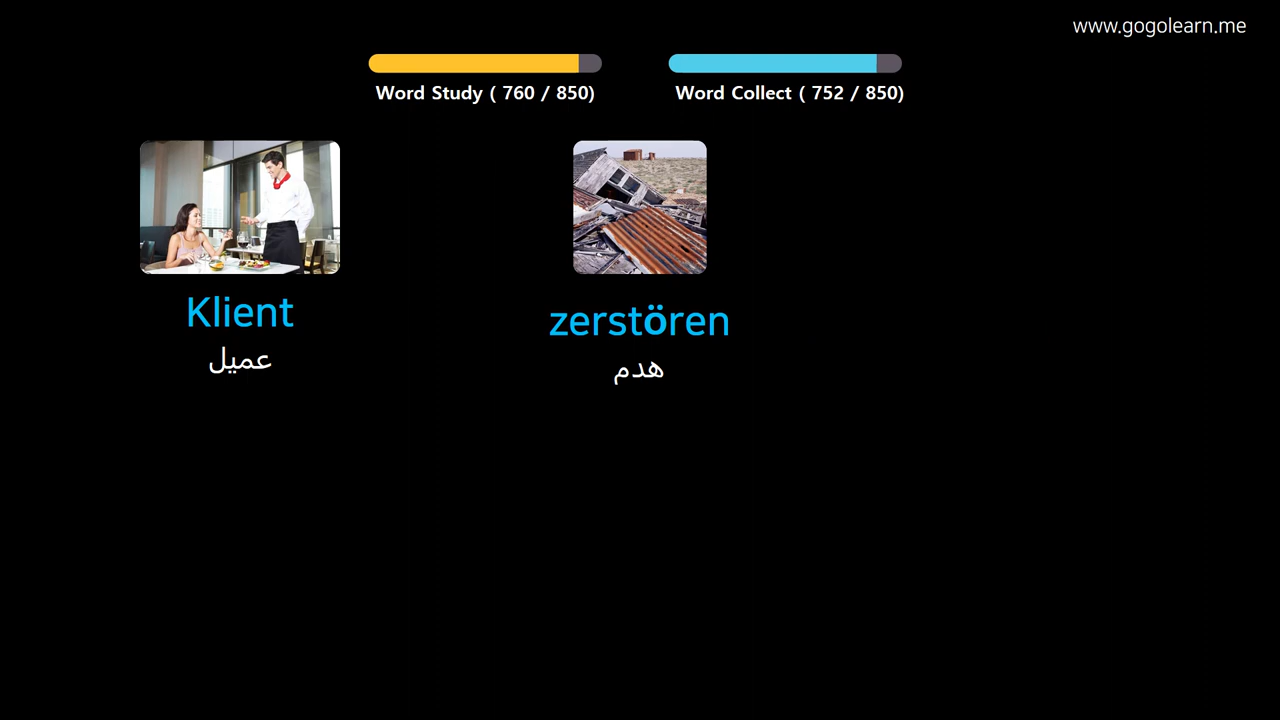 www.gogolearn.me
Word Study ( 760 / 850)
Word Collect ( 752 / 850)
Klient
عميل
zerstören
هدم